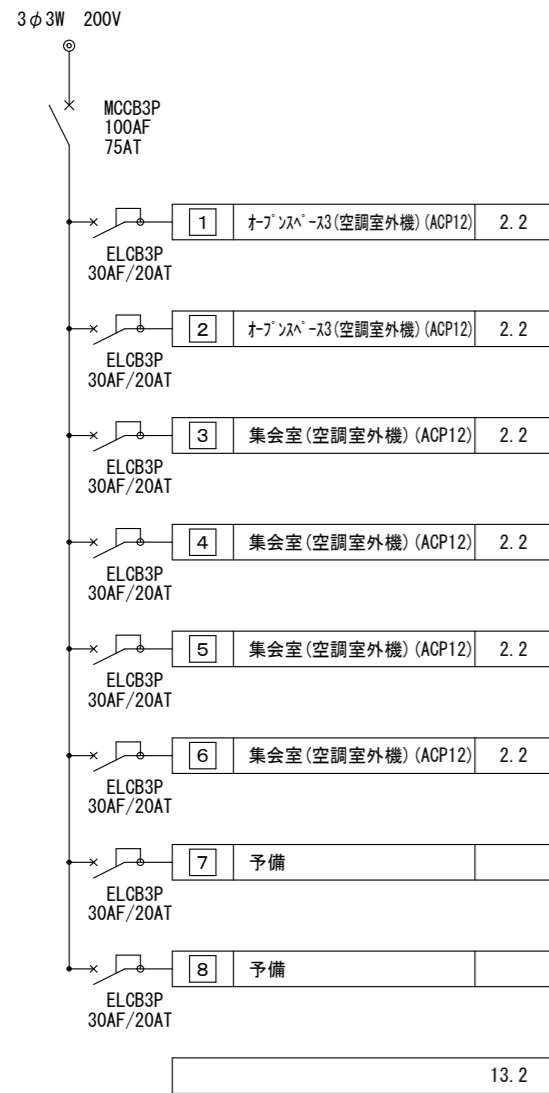 3φ3W 200V
MCCB3P
100AF
75AT
1 ｵｰﾌﾟﾝｽﾍﾟｰｽ3(空調室外機)(ACP12) 2.2
ELCB3P
30AF/20AT
2 ｵｰﾌﾟﾝｽﾍﾟｰｽ3(空調室外機)(ACP12) 2.2
ELCB3P
30AF/20AT
3 集会室(空調室外機)(ACP12) 2.2
ELCB3P
30AF/20AT
4 集会室(空調室外機)(ACP12) 2.2
ELCB3P
30AF/20AT
5 集会室(空調室外機)(ACP12) 2.2
ELCB3P
30AF/20AT
6 集会室(空調室外機)(ACP12) 2.2
ELCB3P
30AF/20AT
7 予備
ELCB3P
30AF/20AT
8 予備
ELCB3P
30AF/20AT
13.2